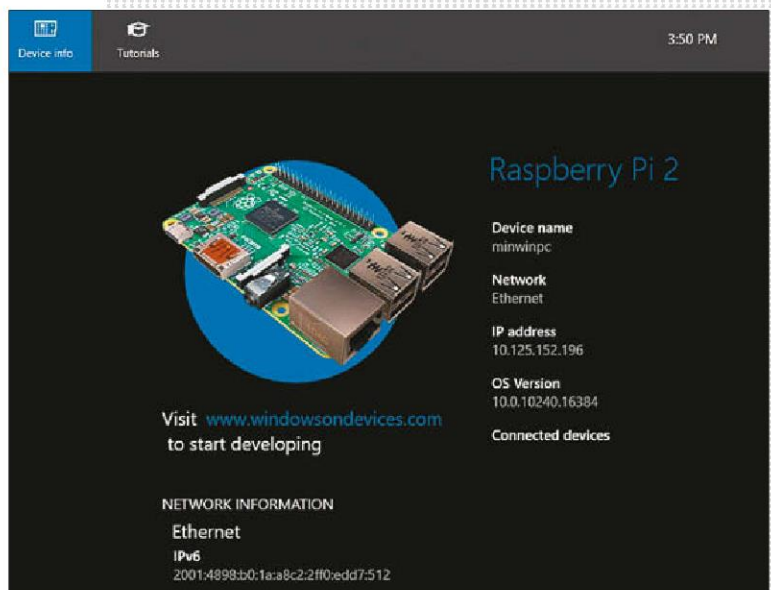 Device info
Tutorials
3:50 PM
Raspberry Pi 2
Device name
minwinpc
Network
Ethernet
IP address
10.125.152.196
OS Version
10.0.10240.16384
Connected devices
Visit www.windowsondevices.com
to start developing
NETWORK INFORMATION
Ethernet
IPv6
2001:4898:b0:1a:a8c2:2ff0:edd7:512